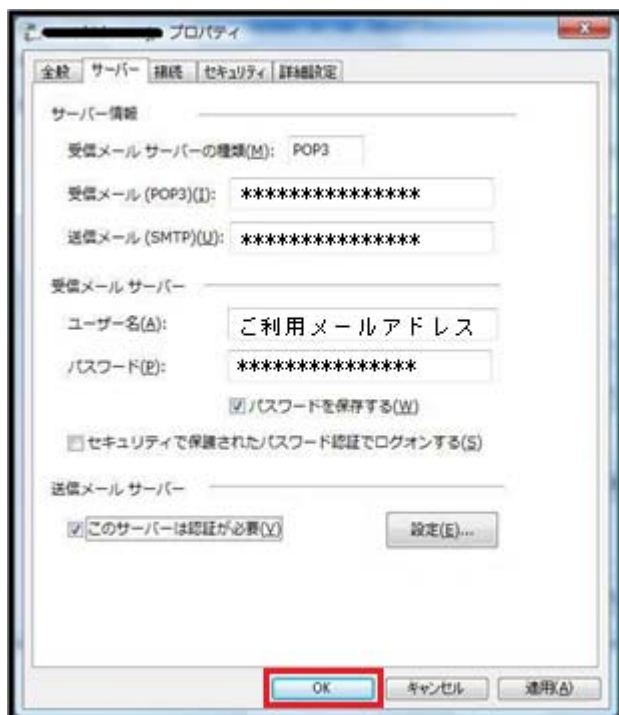 プロパティ
全般 サーバー 接続 セキュリティ 詳細設定
サーバー情報
受信メール サーバーの種類(M): POP3
受信メール (POP3)(I): ***************
送信メール (SMTP)(U): ***************
受信メール サーバー
ユーザー名(A): ご利用メールアドレス
パスワード(P): ***************
パスワードを保存する(W)
セキュリティで保護されたパスワード認証でログオンする(S)
送信メール サーバー
このサーバーは認証が必要(V) 設定(E)...
OK キャンセル 適用(A)